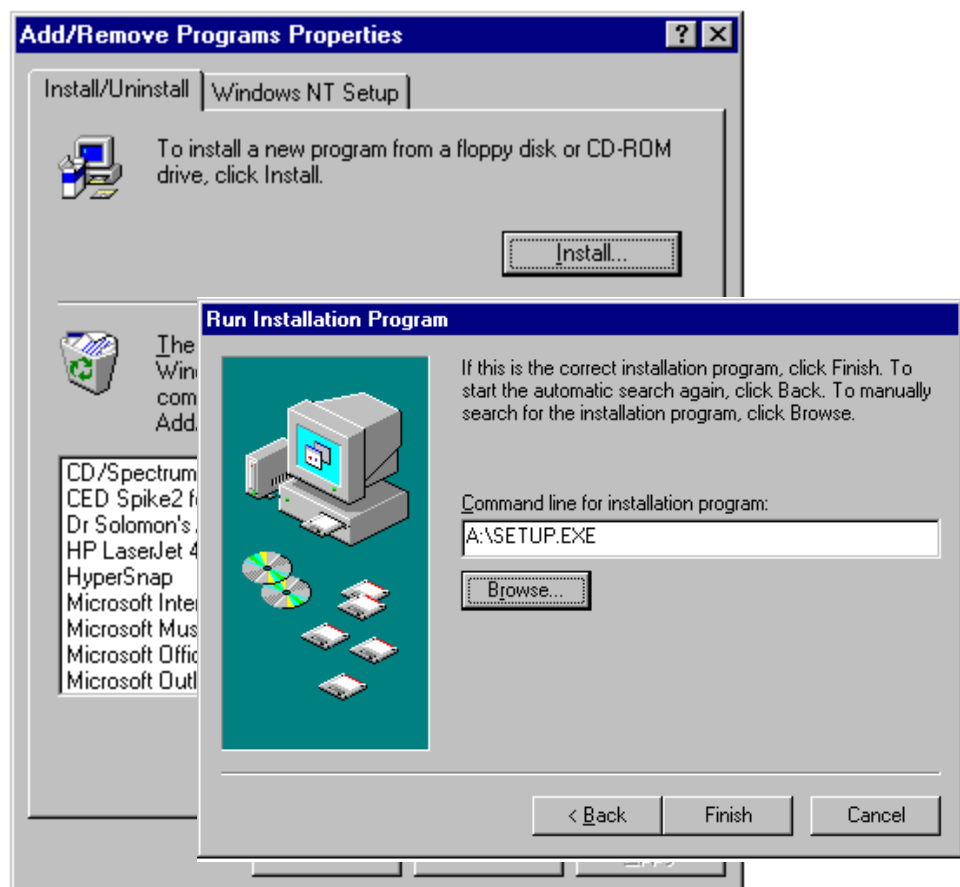 Add/Remove Programs Properties
Install/Uninstall
Windows NT Setup
To install a new program from a floppy disk or CD-ROM
drive, click Install.
Install...
The
Add
CD/Spectrum
CED Spike2
Dr Solomon's
HP LaserJet 4
HyperSnap
Microsoft
Microsoft
Microsoft
Microsoft
Run Installation Program
If this is the correct installation program, click Finish. To
start the automatic search again, click Back. To manually
search for the installation program, click Browse.
Command line for installation program:
A:\SETUP.EXE
Browse...
< Back
Finish
Cancel